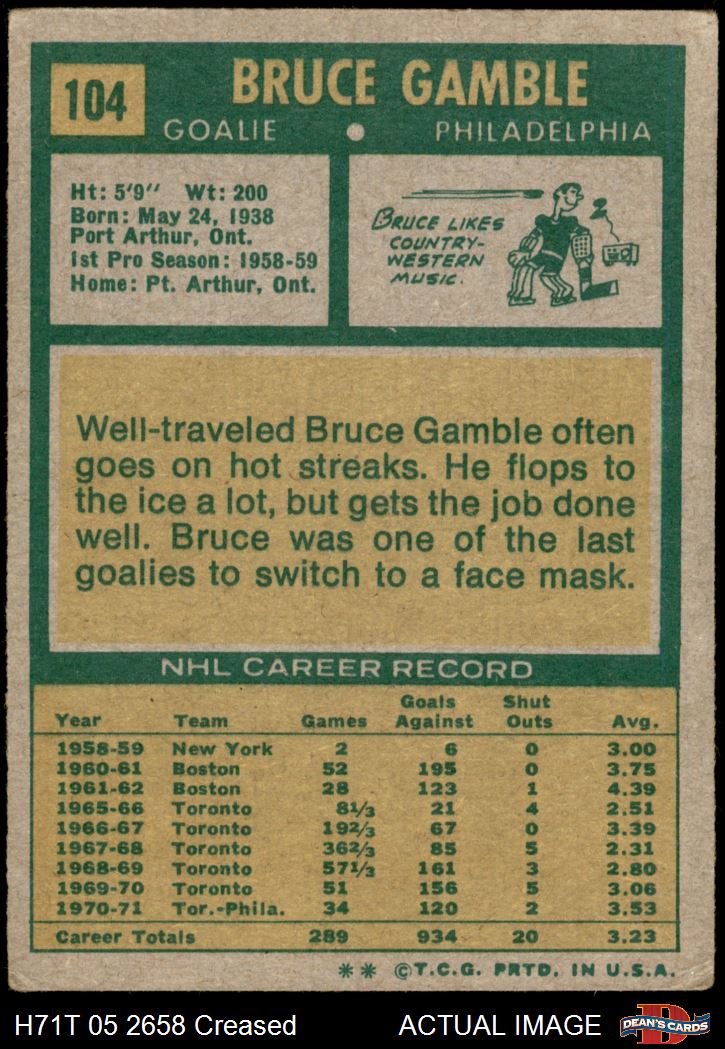 104
BRUCE GAMBLE
GOALIE • PHILADELPHIA
Ht: 5'9" Wt: 200
Born: May 24, 1938
Port Arthur, Ont.
1st Pro Season: 1958-59
Home: Pt. Arthur, Ont.
BRUCE LIKES
COUNTRY-
WESTERN
MUSIC.
Well-traveled Bruce Gamble often
goes on hot streaks. He flops to
the ice a lot, but gets the job done
well. Bruce was one of the last
goalies to switch to a face mask.
NHL CAREER RECORD
Year Team Games Goals Against Shut Outs Avg.
1958-59 New York 2 6 0 3.00
1960-61 Boston 52 195 0 3.75
1961-62 Boston 28 123 1 4.39
1965-66 Toronto 81/3 21 4 2.51
1966-67 Toronto 192/3 67 0 3.39
1967-68 Toronto 362/3 85 5 2.31
1968-69 Toronto 571/3 161 3 2.80
1969-70 Toronto 51 156 5 3.06
1970-71 Tor.-Phila. 34 120 2 3.53
Career Totals 289 934 20 3.23
** ©T.C.G. PRTD. IN U.S.A.
H71T 05 2658 Creased ACTUAL IMAGE
D
DEAN'S CARDS